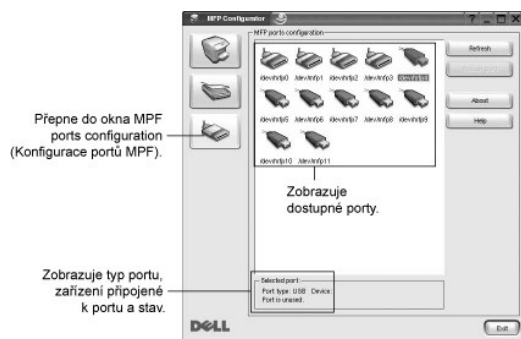 MFP Configurator
MFP ports configuration
Refresh
About
Help
/dev/mfp0 /dev/mfp1 /dev/mfp2 /dev/mfp3 /dev/mfp4
/dev/mfp5 /dev/mfp6 /dev/mfp7 /dev/mfp8 /dev/mfp9
/dev/mfp10 /dev/mfp11
Přepne do okna MPF
ports configuration
(Konfigurace portů MPF).
Zobrazuje
dostupné porty.
Zobrazuje typ portu,
zařízení připojené
k portu a stav.
Selected port:
Port type: USB Device:
Port is unused.
DELL
Exit